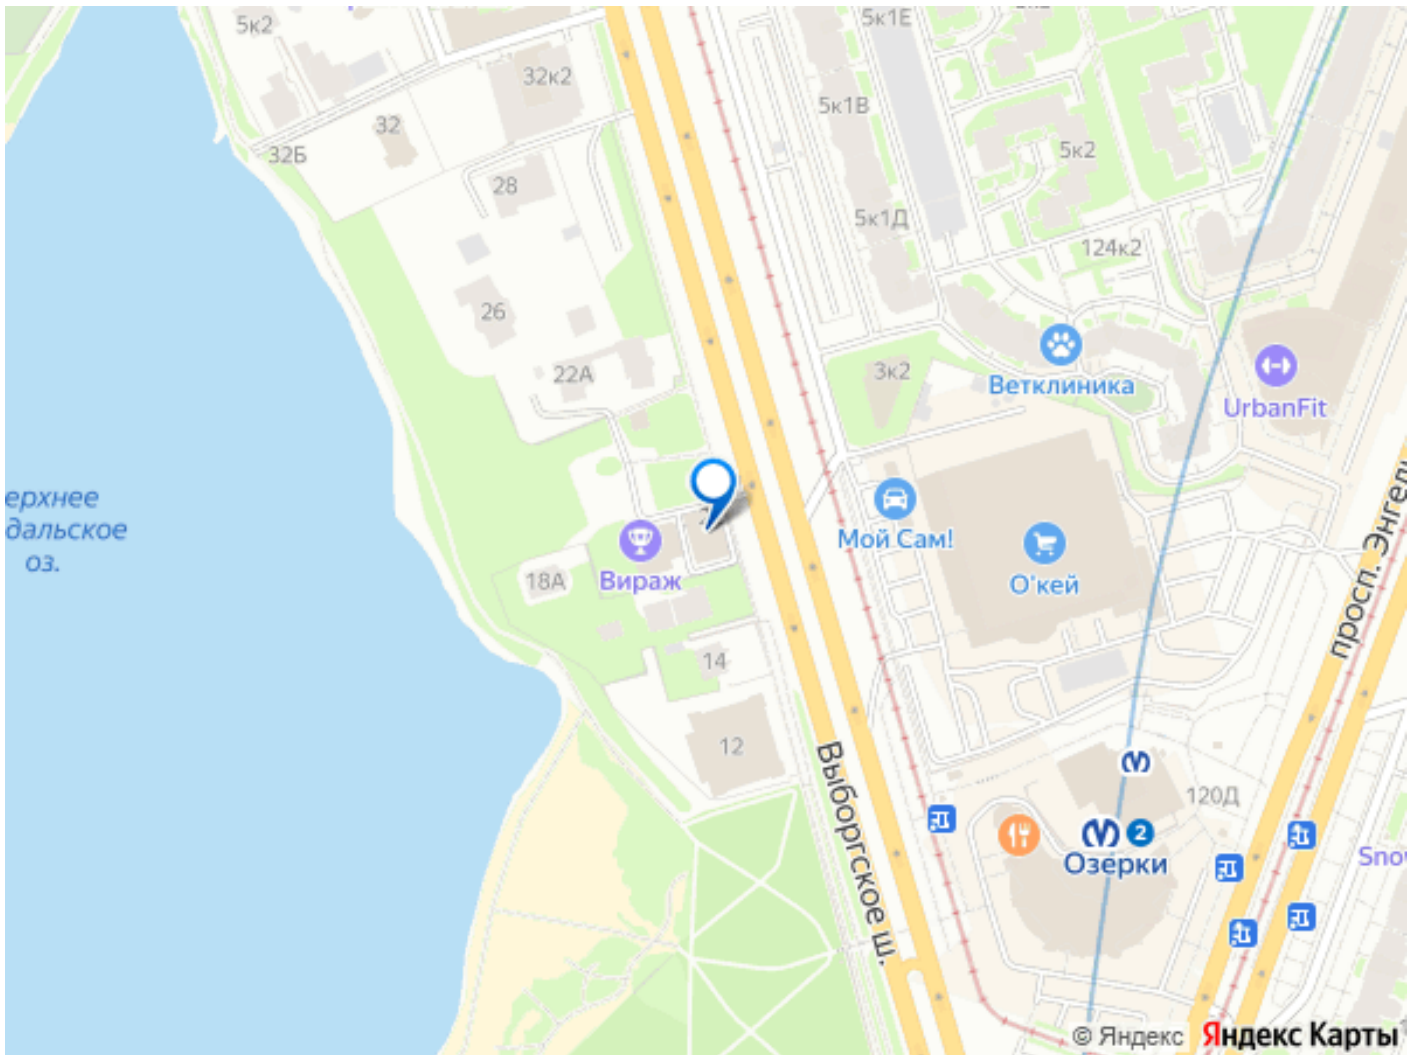 5к2
5к1Е
32к2
5к1В
32
32Б
5к2
28
5к1Д
124к2
26
3к2
22А
Ветклиника
UrbanFit
ерхнее
дальское
оз.
Мой Сам!
О'кей
просп. Энгел
18А
Вираж
14
12
Выборгское ш.
120Д
2
Озерки
Sno
© Яндекс
Яндекс Карты